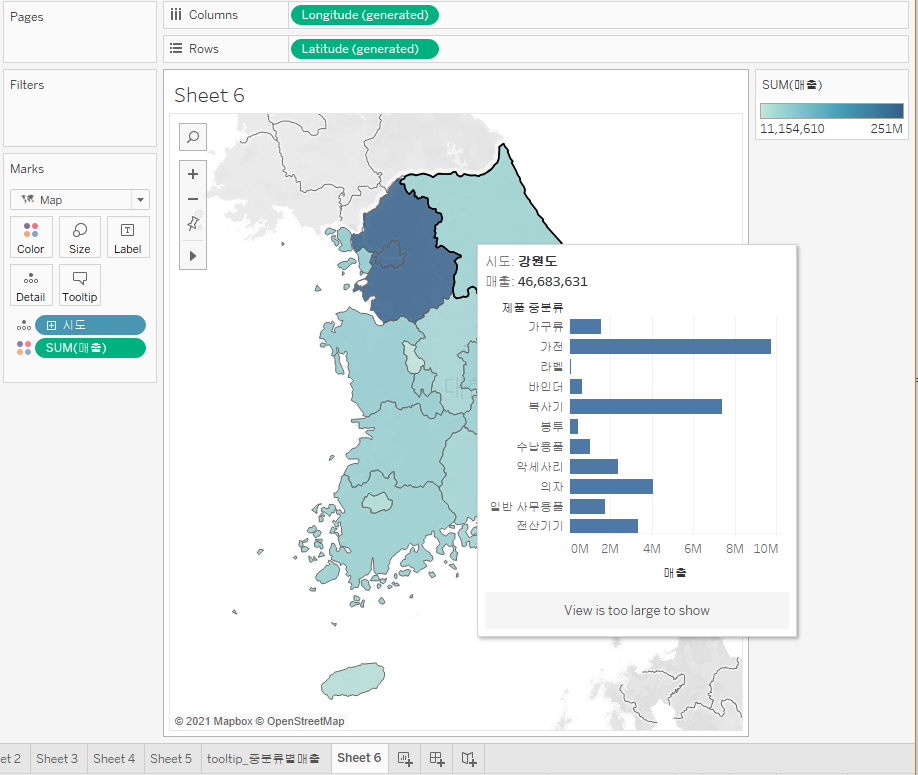 Pages
Columns
Longitude (generated)
Rows
Latitude (generated)
Filters
Marks
Map
Color
Size
Label
Detail
Tooltip
시도
SUM(매출)
Sheet 6
SUM(매출)
11,154,610
251M
시도: 강원도
매출: 46,683,631
제품 중분류
가구류
가전
라벨
바인더
복사기
봉투
수납용품
악세사리
의자
일반 사무용품
전산기기
0M 2M 4M 6M 8M 10M
매출
View is too large to show
© 2021 Mapbox © OpenStreetMap
et 2
Sheet 3
Sheet 4
Sheet 5
tooltip_중분류별매출
Sheet 6